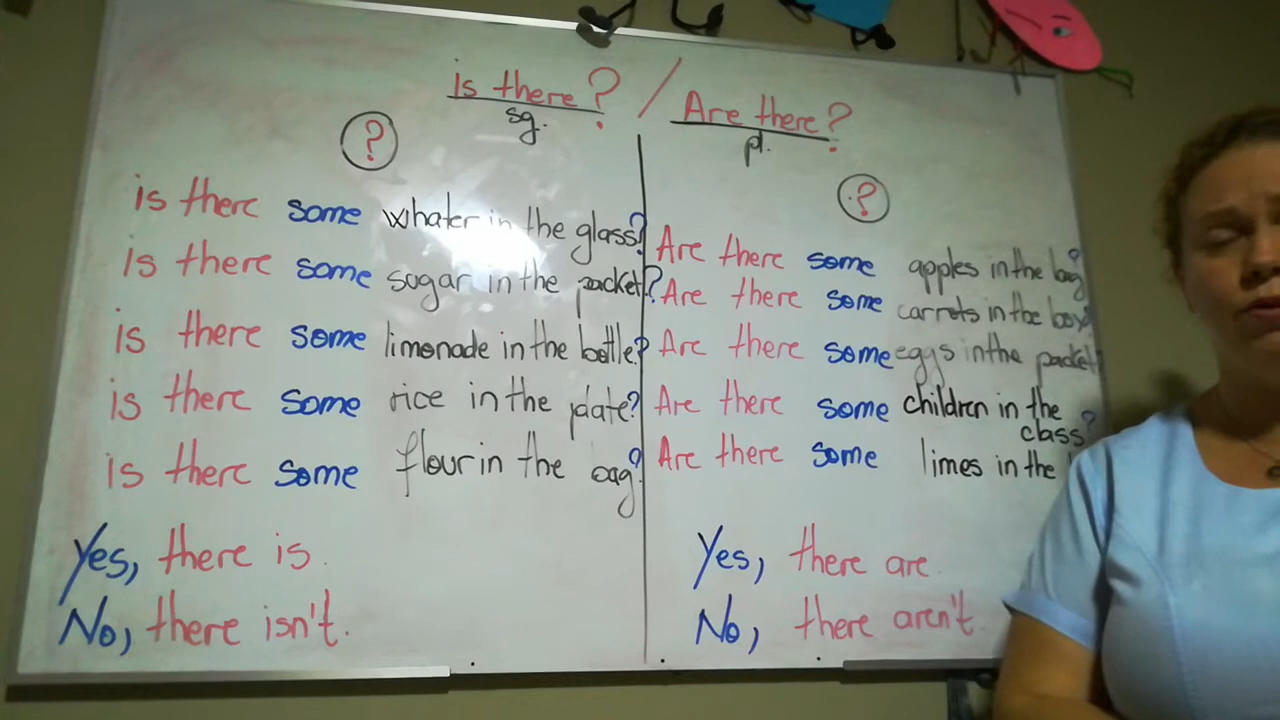 is there? / Are there?
sg.
pl.
?
is there some whater in the glass?
is there some sugar in the packet?
is there some limonade in the bottle?
is there some rice in the plate?
is there some flour in the bag?
Yes, there is.
No, there isn't.
?
Are there some apples in the bag?
Are there some carrots in the box
Are there some eggs in the packet?
Are there some children in the
class?
Are there some limes in the
Yes, there are
No, there aren't.